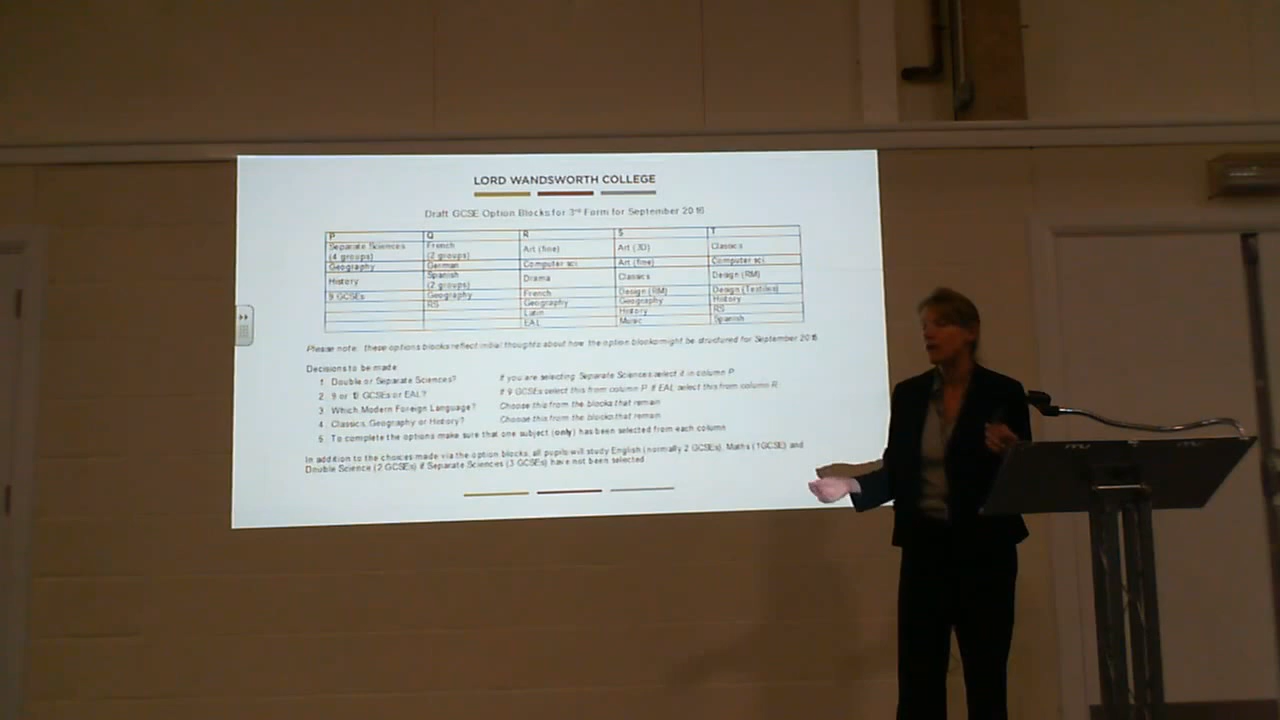 LORD WANDSWORTH COLLEGE
Draft GCSE Option Blocks for 3rd Form for September 2016
P Q R S T
Separate Sciences (4 groups) French (2 groups) Art (fine) Art (3D) Classics
Geography German Computer sci. Art (fine) Computer sci.
History Spanish (2 groups) Drama Classics Design (RM)
9 GCSEs Geography French Design (RM) Design (Textiles)
RS Geography Geography History
Latin History RS
EAL Music Spanish
Please note: these options blocks reflect initial thoughts about how the option blocks might be structured for September 2016
Decisions to be made
1. Double or Separate Sciences? If you are selecting Separate Sciences select it in column P
2. 9 or 10 GCSEs or EAL? If 9 GCSEs select this from column P. If EAL select this from column R
3. Which Modern Foreign Language? Choose this from the blocks that remain
4. Classics, Geography or History? Choose this from the blocks that remain
5. To complete the options make sure that one subject (only) has been selected from each column
In addition to the choices made via the option blocks, all pupils will study English (normally 2 GCSEs), Maths (1GCSE) and
Double Science (2 GCSEs) if Separate Sciences (3 GCSEs) have not been selected